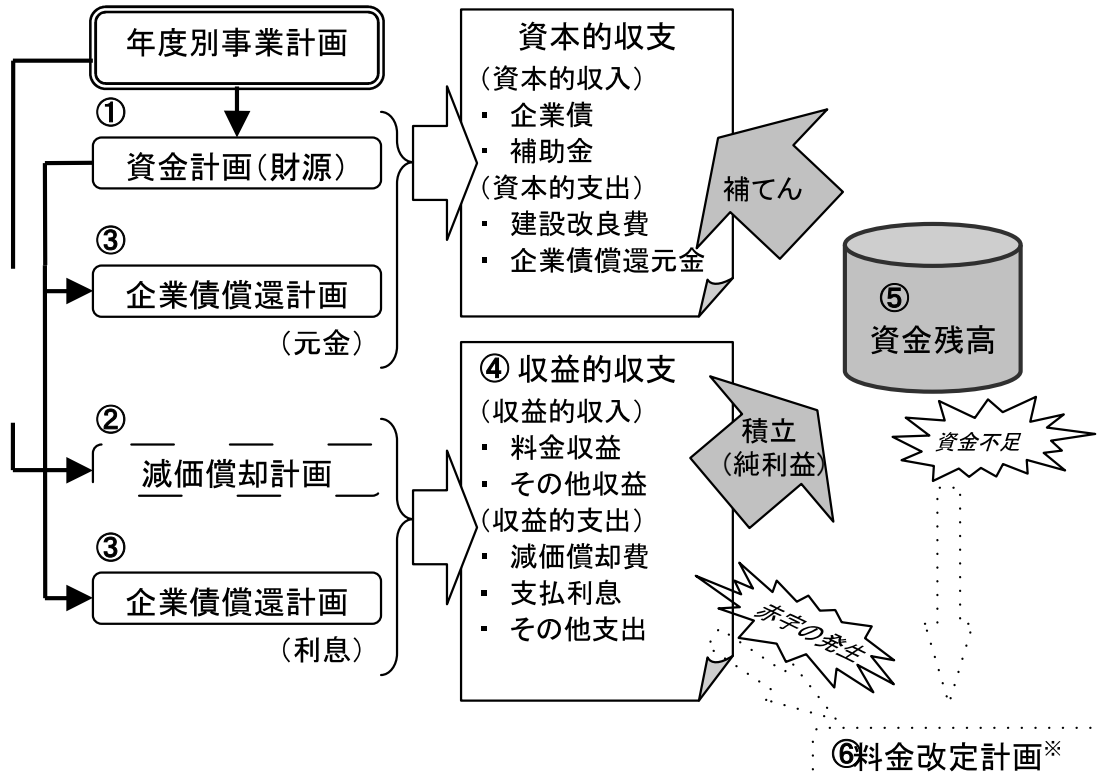 年度別事業計画
①
資金計画(財源)
③
企業債償還計画
(元金)
②
減価償却計画
③
企業債償還計画
(利息)
資本的収支
(資本的収入)
・ 企業債
・ 補助金
(資本的支出)
・ 建設改良費
・ 企業債償還元金
補てん
④ 収益的収支
(収益的収入)
・ 料金収益
・ その他収益
(収益的支出)
・ 減価償却費
・ 支払利息
・ その他支出
積立
(純利益)
⑤
資金残高
資金不足
赤字の発生
⑥料金改定計画※